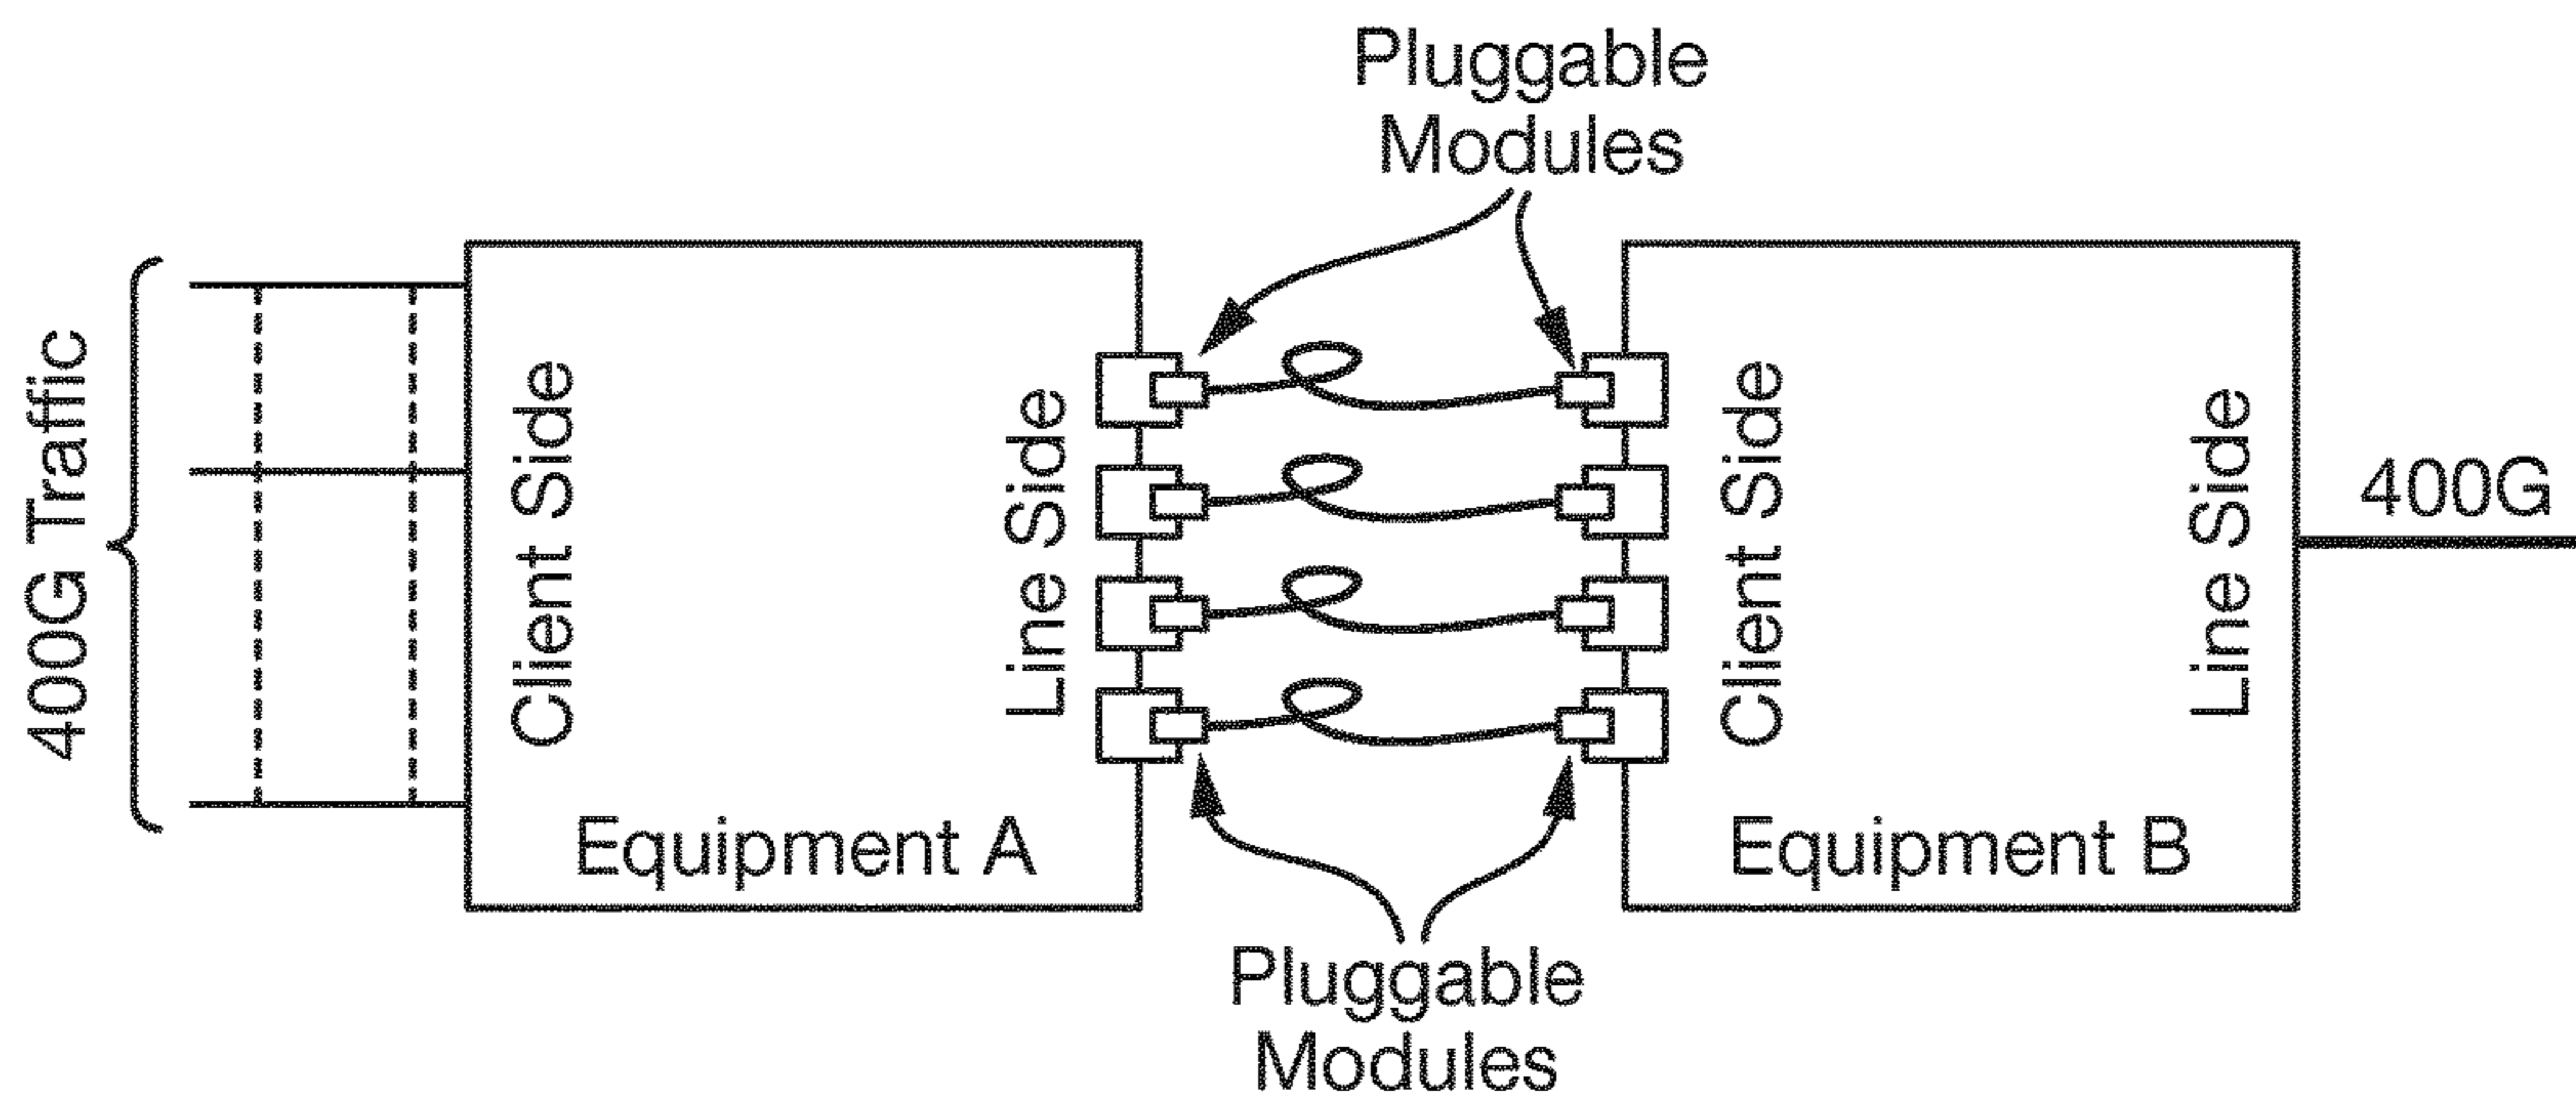 Pluggable
Modules
400G Traffic
Client Side
Line Side
Equipment A
Client Side
Line Side
Equipment B
400G
Pluggable
Modules